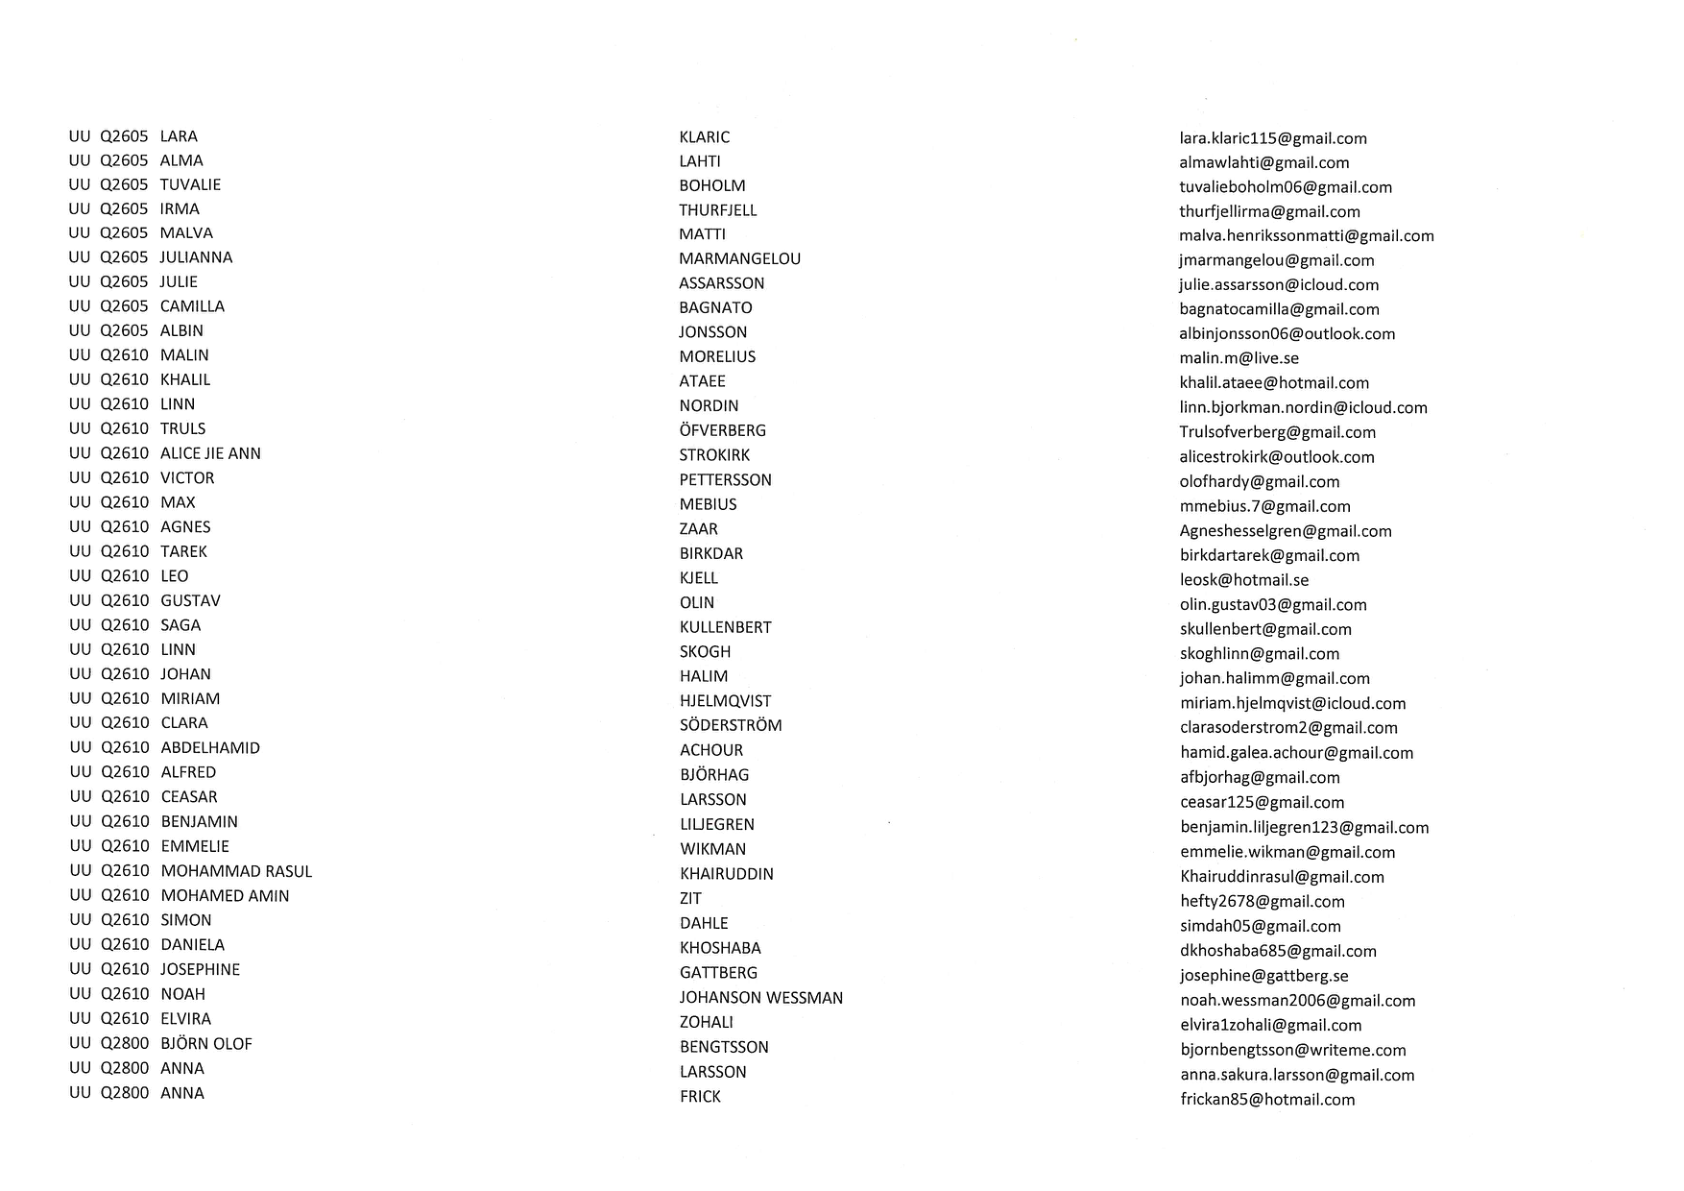 UU Q2605 LARA KLARIC lara.klaric115@gmail.com
UU Q2605 ALMA LAHTI almawlahti@gmail.com
UU Q2605 TUVALIE BOHOLM tuvalieboholm06@gmail.com
UU Q2605 IRMA THURFJELL thurfjellirma@gmail.com
UU Q2605 MALVA MATTI malva.henrikssonmatti@gmail.com
UU Q2605 JULIANNA MARMANGELOU jmarmangelou@gmail.com
UU Q2605 JULIE ASSARSSON julie.assarsson@icloud.com
UU Q2605 CAMILLA BAGNATO bagnatocamilla@gmail.com
UU Q2605 ALBIN JONSSON albinjonsson06@outlook.com
UU Q2610 MALIN MORELIUS malin.m@live.se
UU Q2610 KHALIL ATAEE khalil.ataee@hotmail.com
UU Q2610 LINN NORDIN linn.bjorkman.nordin@icloud.com
UU Q2610 TRULS ÖFVERBERG Trulsofverberg@gmail.com
UU Q2610 ALICE JIE ANN STROKIRK alicestrokirk@outlook.com
UU Q2610 VICTOR PETTERSSON olofhardy@gmail.com
UU Q2610 MAX MEBIUS mmebius.7@gmail.com
UU Q2610 AGNES ZAAR Agneshesselgren@gmail.com
UU Q2610 TAREK BIRKDAR birkdartarek@gmail.com
UU Q2610 LEO KJELL leosk@hotmail.se
UU Q2610 GUSTAV OLIN olin.gustav03@gmail.com
UU Q2610 SAGA KULLENBERT skullenbert@gmail.com
UU Q2610 LINN SKOGH skoghlinn@gmail.com
UU Q2610 JOHAN HALIM johan.halimm@gmail.com
UU Q2610 MIRIAM HJELMQVIST miriam.hjelmqvist@icloud.com
UU Q2610 CLARA SÖDERSTRÖM clarasoderstrom2@gmail.com
UU Q2610 ABDELHAMID ACHOUR hamid.galea.achour@gmail.com
UU Q2610 ALFRED BJÖRHAG afbjorhag@gmail.com
UU Q2610 CEASAR LARSSON ceasar125@gmail.com
UU Q2610 BENJAMIN LILJEGREN benjamin.liljegren123@gmail.com
UU Q2610 EMMELIE WIKMAN emmelie.wikman@gmail.com
UU Q2610 MOHAMMAD RASUL KHAIRUDDIN Khairuddinrasul@gmail.com
UU Q2610 MOHAMED AMIN ZIT hefty2678@gmail.com
UU Q2610 SIMON DAHLE simdah05@gmail.com
UU Q2610 DANIELA KHOSHABA dkhoshaba685@gmail.com
UU Q2610 JOSEPHINE GATTBERG josephine@gattberg.se
UU Q2610 NOAH JOHANSON WESSMAN noah.wessman2006@gmail.com
UU Q2610 ELVIRA ZOHALI elvira1zohali@gmail.com
UU Q2800 BJÖRN OLOF BENGTSSON bjornbengtsson@writeme.com
UU Q2800 ANNA LARSSON anna.sakura.larsson@gmail.com
UU Q2800 ANNA FRICK frickan85@hotmail.com